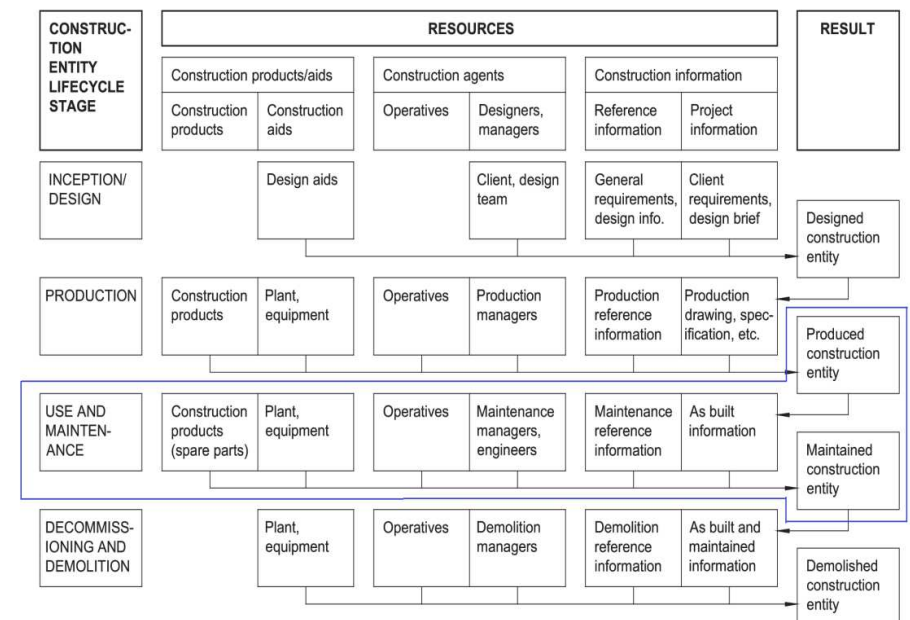 CONSTRUC-
TION
ENTITY
LIFECYCLE
STAGE
RESOURCES
RESULT
Construction products/aids
Construction agents
Construction information
Construction
products
Construction
aids
Operatives
Designers,
managers
Reference
information
Project
information
INCEPTION/
DESIGN
Design aids
Client, design
team
General
requirements,
design info.
Client
requirements,
design brief
Designed
construction
entity
PRODUCTION
Construction
products
Plant,
equipment
Operatives
Production
managers
Production
reference
information
Production
drawing, spec-
ification, etc.
Produced
construction
entity
USE AND
MAINTEN-
ANCE
Construction
products
(spare parts)
Plant,
equipment
Operatives
Maintenance
managers,
engineers
Maintenance
reference
information
As built
information
Maintained
construction
entity
DECOMMISS-
IONING AND
DEMOLITION
Plant,
equipment
Operatives
Demolition
managers
Demolition
reference
information
As built and
maintained
information
Demolished
construction
entity